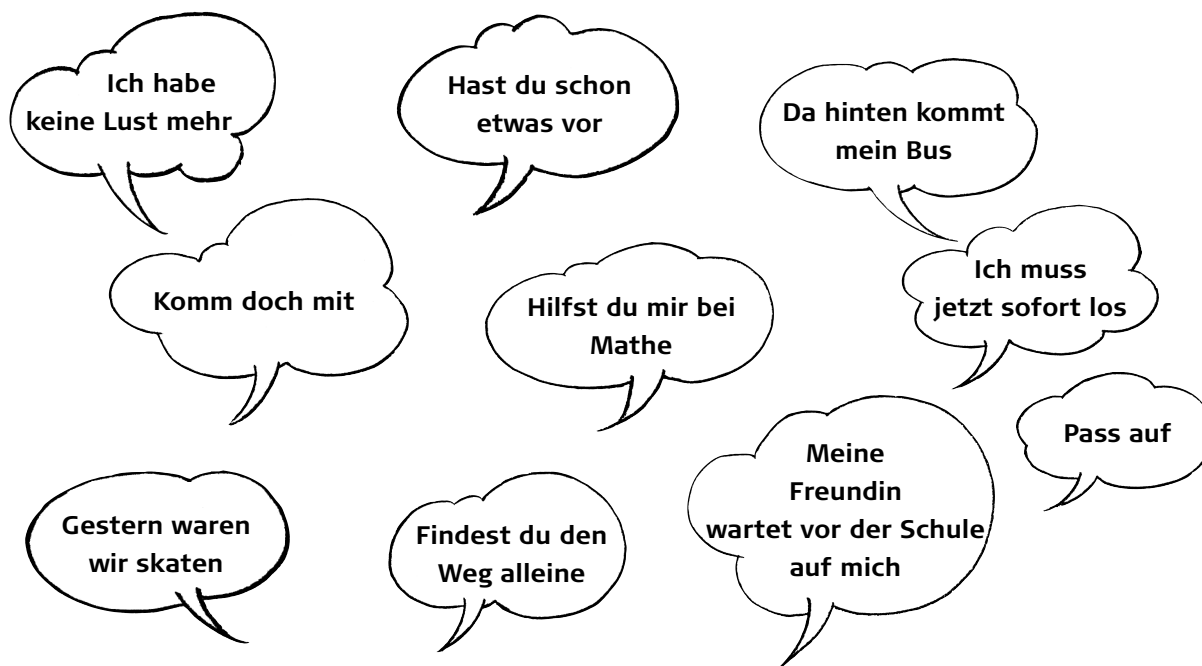 Ich habe
keine Lust mehr
Hast du schon
etwas vor
Da hinten kommt
mein Bus
Komm doch mit
Hilfst du mir bei
Mathe
Ich muss
jetzt sofort los
Pass auf
Gestern waren
wir skaten
Findest du den
Weg alleine
Meine
Freundin
wartet vor der Schule
auf mich